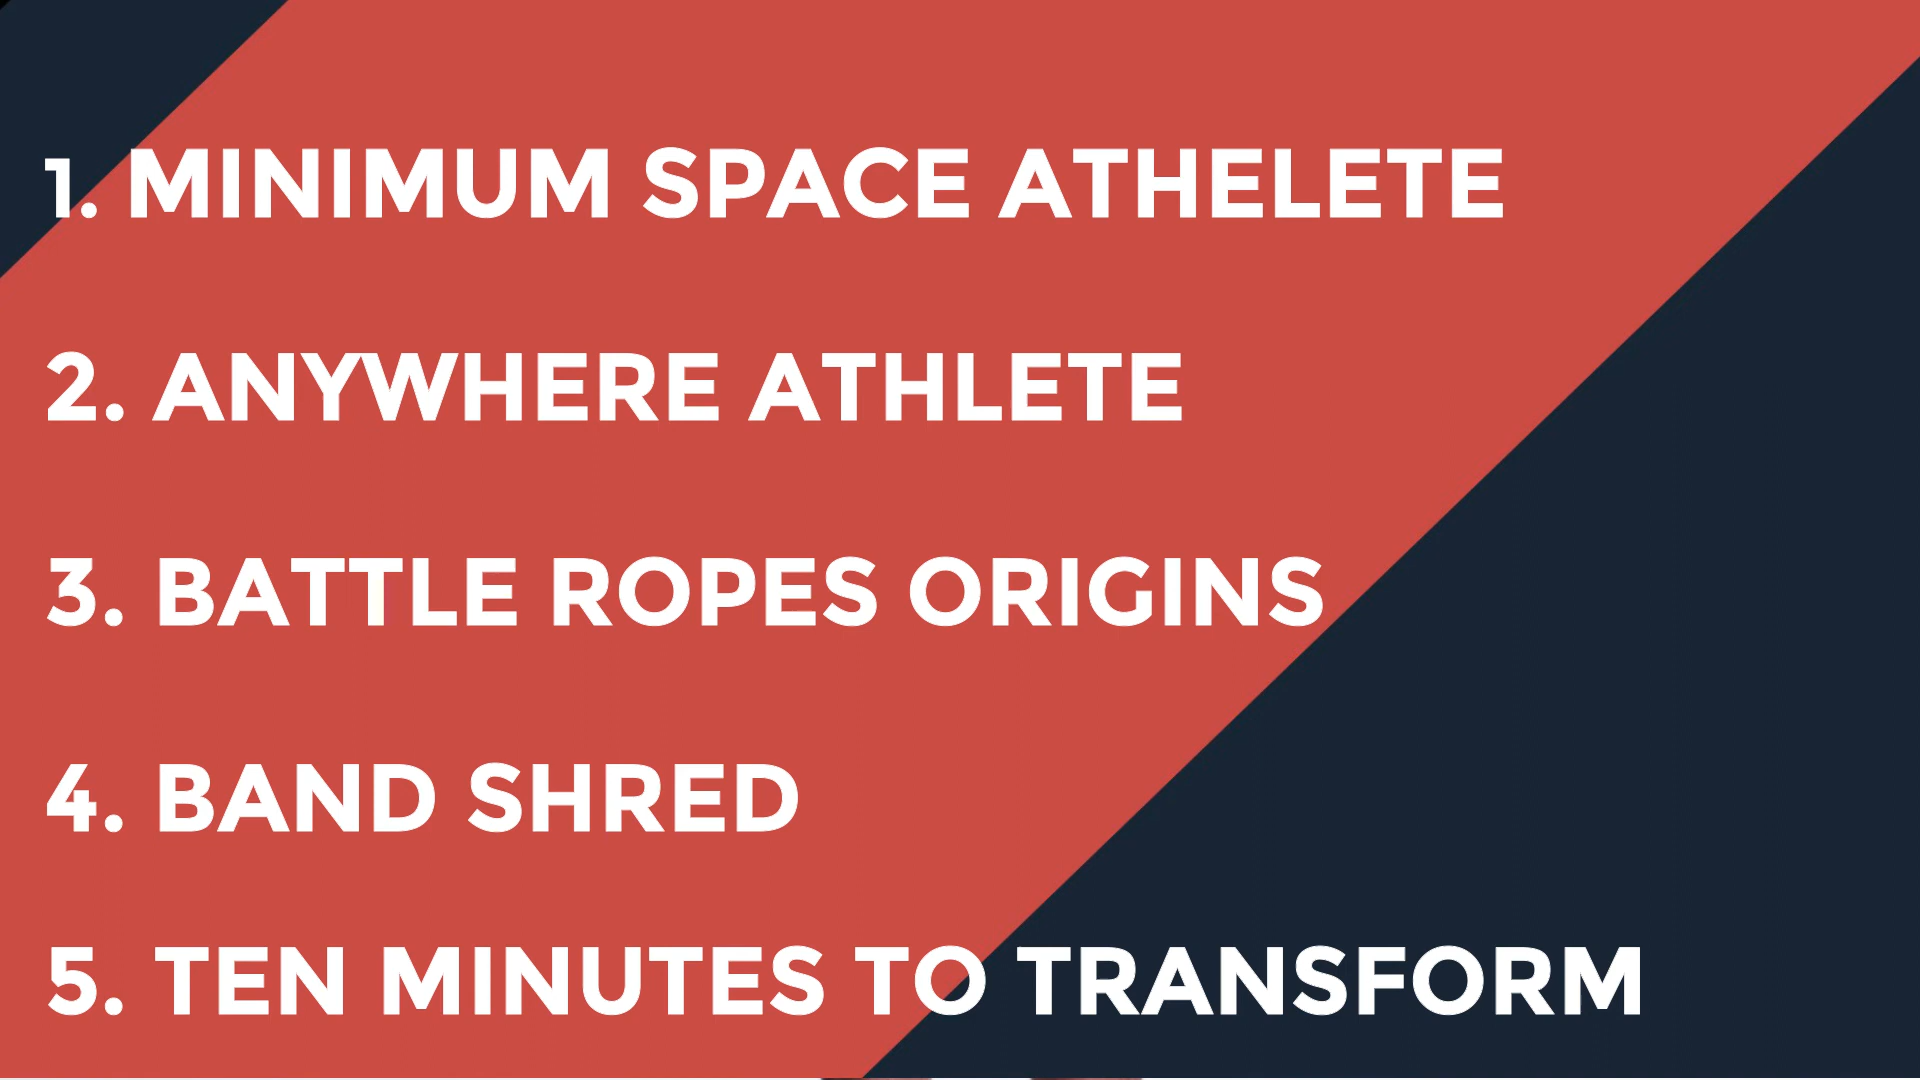 1. MINIMUM SPACE ATHELETE
2. ANYWHERE ATHLETE
3. BATTLE ROPES ORIGINS
4. BAND SHRED
5. TEN MINUTES TO TRANSFORM